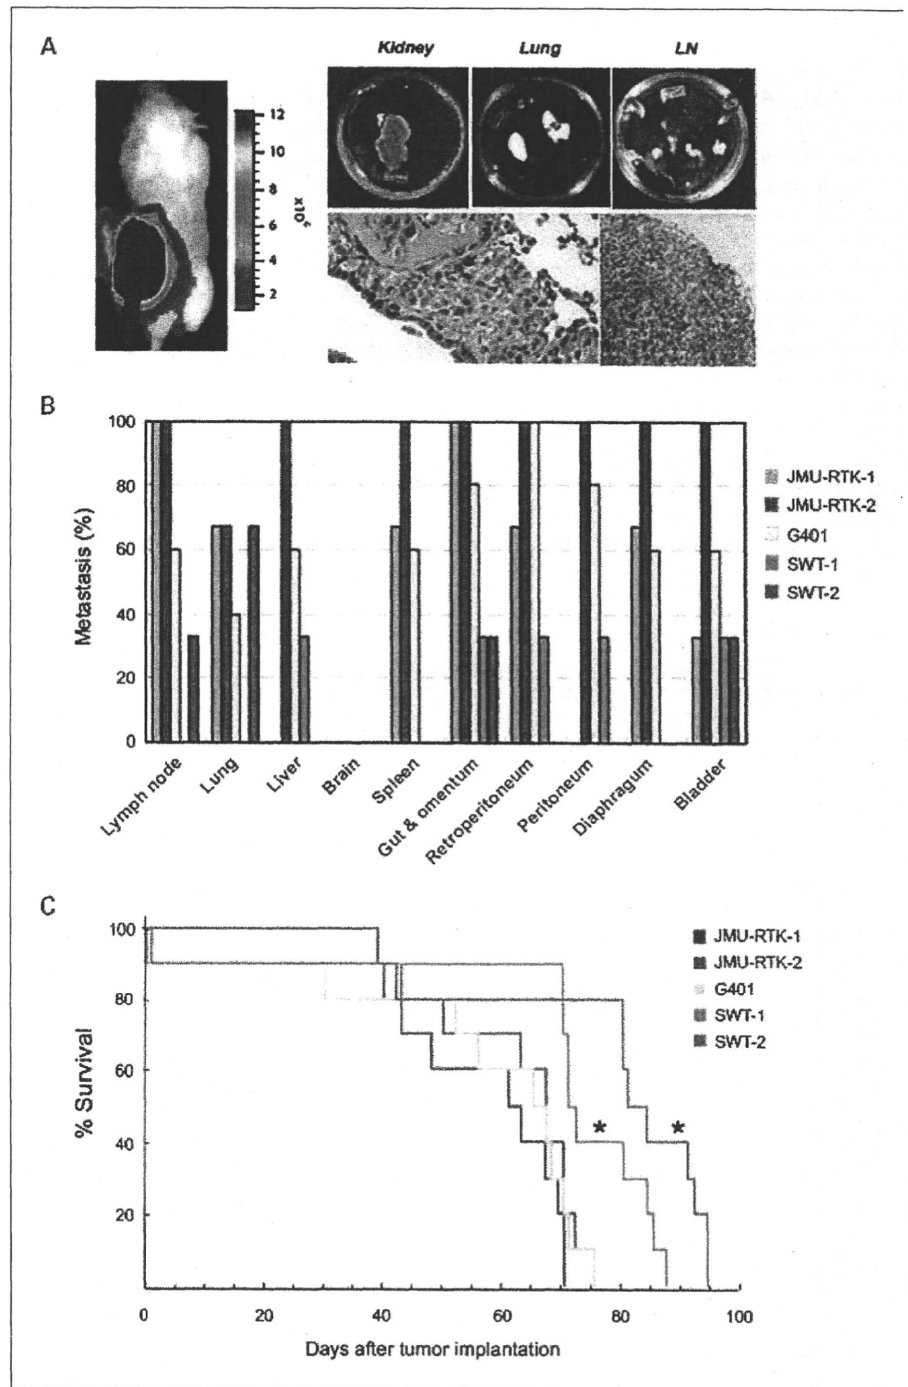 A
Kidney
Lung
LN
12
10
8
6
4
2
B
Metastasis (%)
100
80
60
40
20
0
Lymph node
Lung
Liver
Brain
Spleen
Gut & omentum
Retroperitoneum
Peritoneum
Diaphragum
Bladder
JMU-RTK-1
JMU-RTK-2
G401
SWT-1
SWT-2
C
% Survival
100
80
60
40
20
*
*
JMU-RTK-1
JMU-RTK-2
G401
SWT-1
SWT-2
0
20
40
60
80
100
Days after tumor implantation